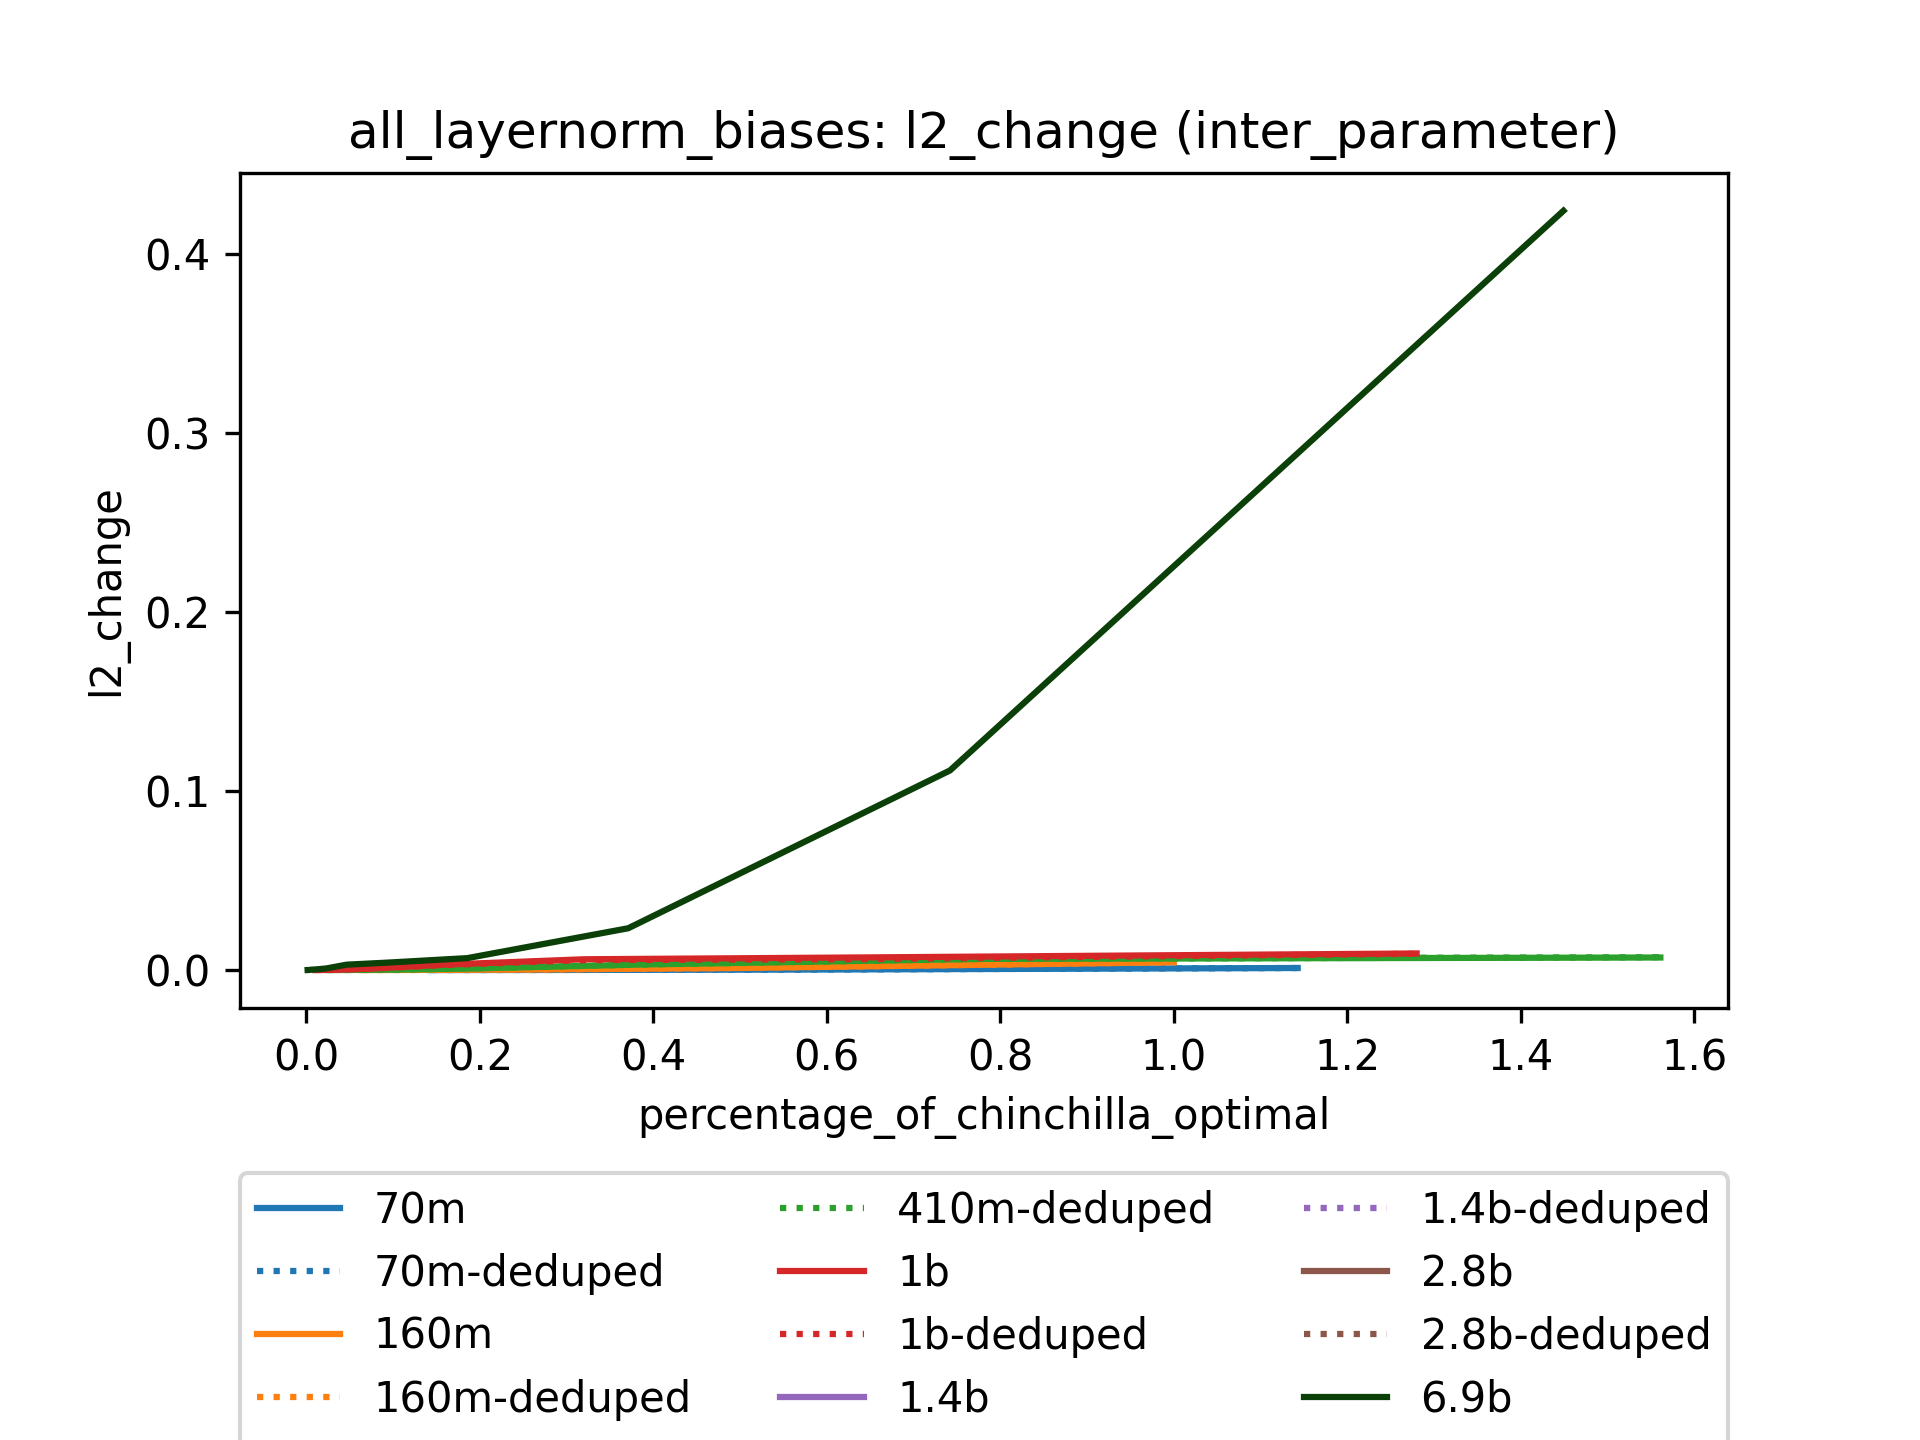 all_layernorm_biases: l2_change (inter_parameter)
l2_change
0.4
0.3
0.2
0.1
0.0
0.0 0.2 0.4 0.6 0.8 1.0 1.2 1.4 1.6
percentage_of_chinchilla_optimal
70m
70m-deduped
160m
160m-deduped
410m-deduped
1b
1b-deduped
1.4b
1.4b-deduped
2.8b
2.8b-deduped
6.9b